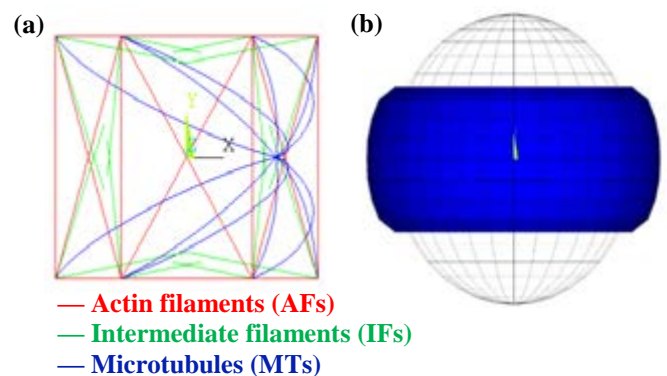 (a)
(b)
Y
Z X
— Actin filaments (AFs)
— Intermediate filaments (IFs)
— Microtubules (MTs)